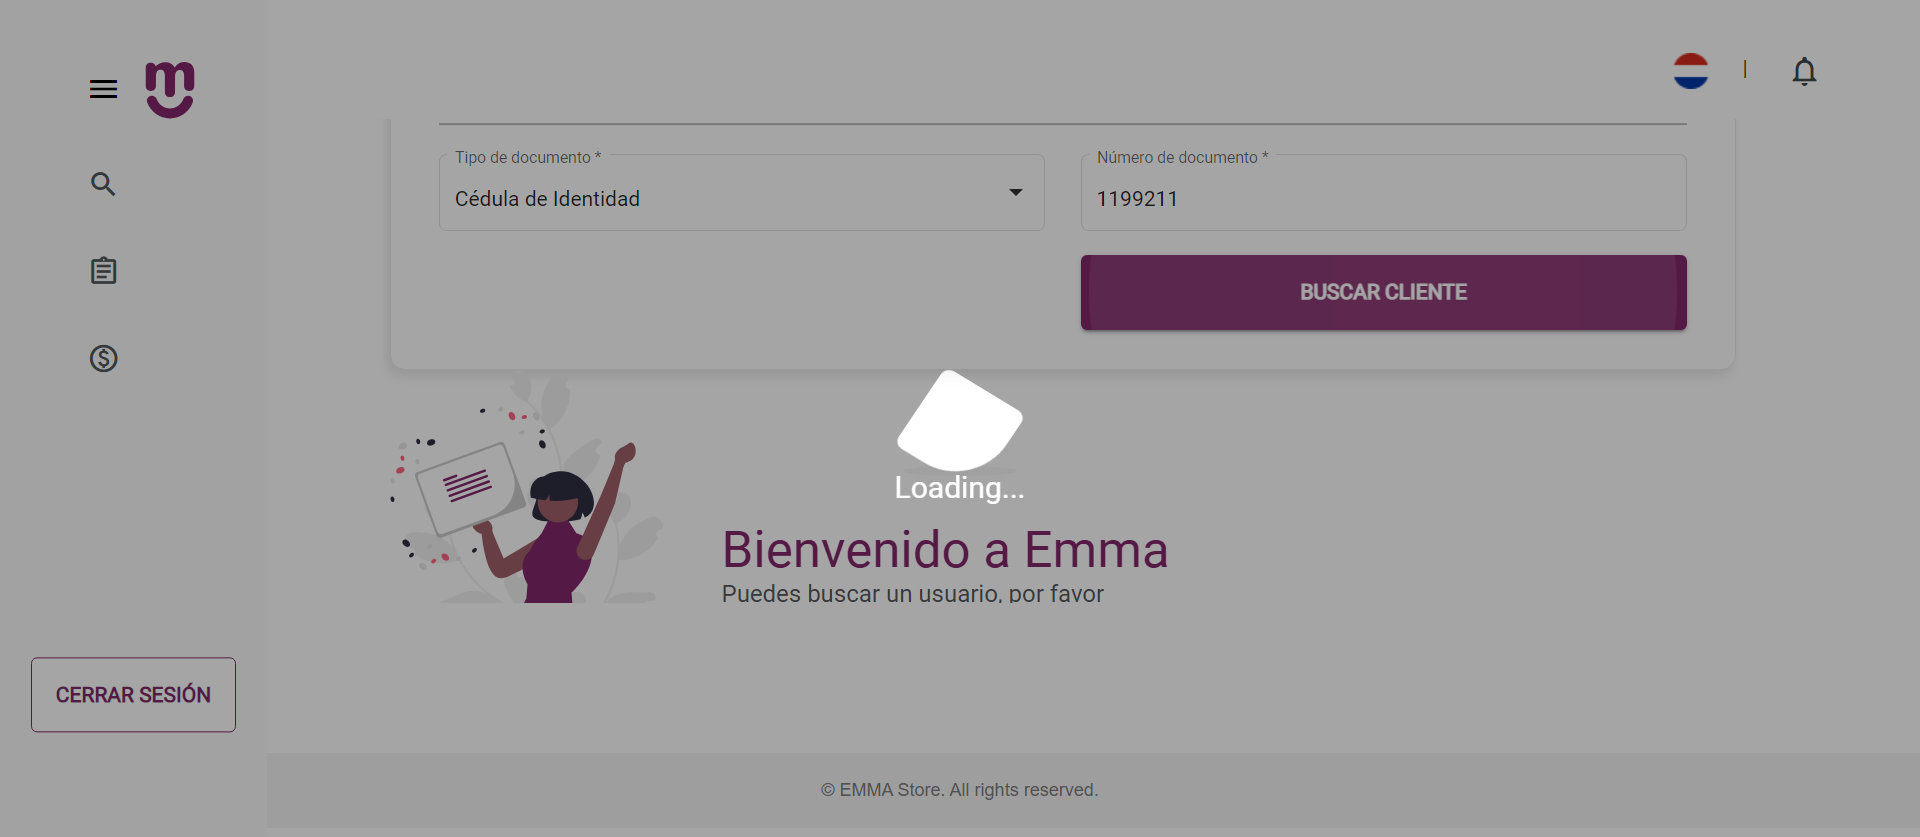 Tipo de documento *
Cédula de Identidad
Número de documento *
1199211
BUSCAR CLIENTE
Loading...
Bienvenido a Emma
Puedes buscar un usuario, por favor
CERRAR SESIÓN
© EMMA Store. All rights reserved.